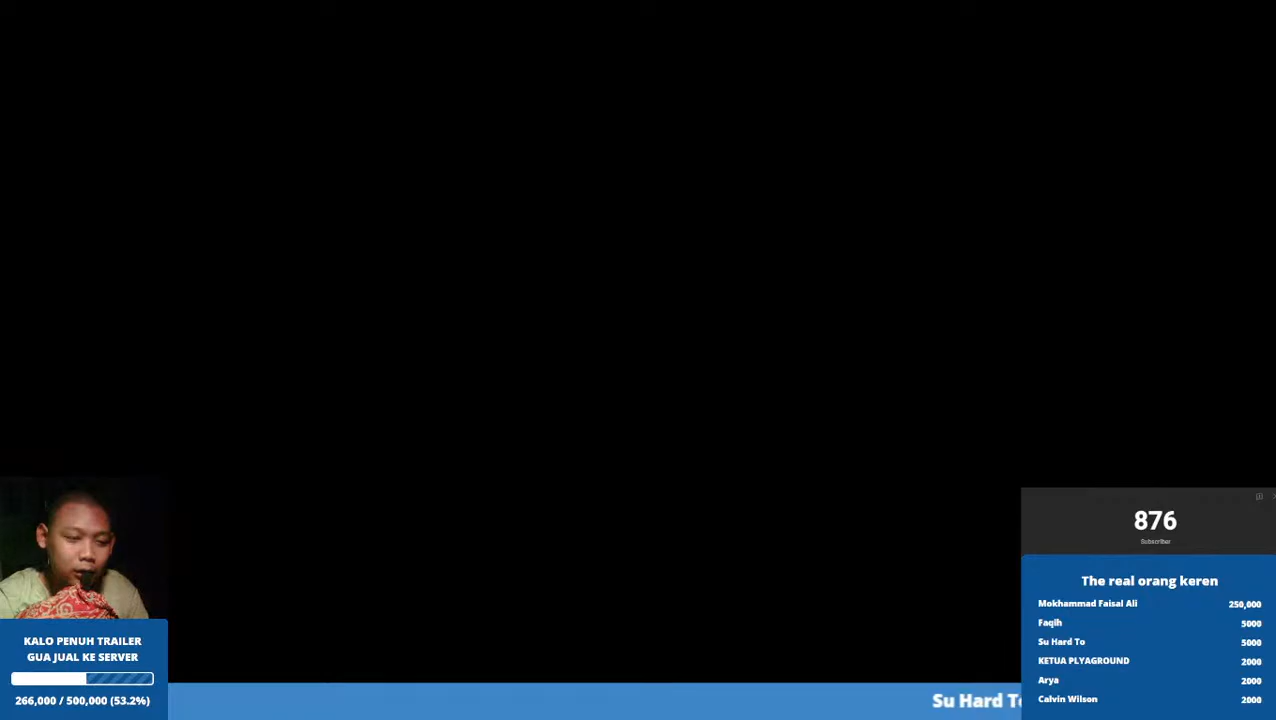 876
Subscriber
The real orang keren
Mokhammad Faisal Ali 250,000
Faqih 5000
Su Hard To 5000
KETUA PLYAGROUND 2000
Arya 2000
Calvin Wilson 2000
KALO PENUH TRAILER
GUA JUAL KE SERVER
266,000 / 500,000 (53.2%)
Su Hard To